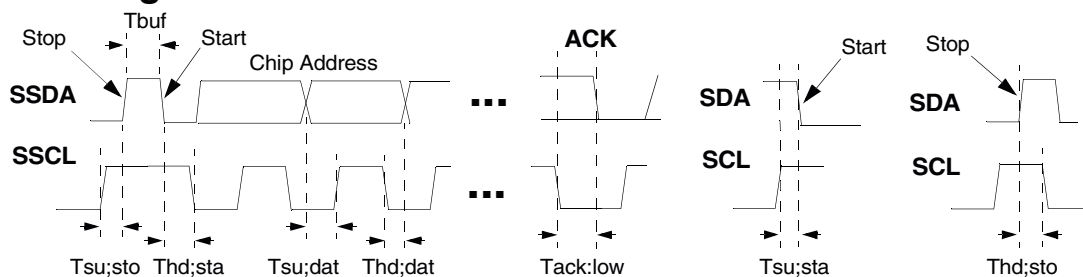 Tbuf
Stop Start ACK
Chip Address Start Stop
SSDA ... SDA SDA
SSCL ... SCL SCL
Tsu;sto Thd;sta Tsu;dat Thd;dat Tack:low Tsu;sta Thd;sto